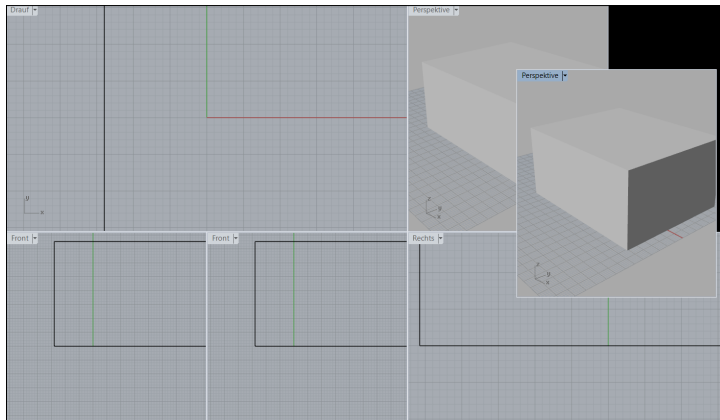 Drauf
Perspektive
Perspektive
y
x
z
y
x
z
y
x
Front
Front
Rechts